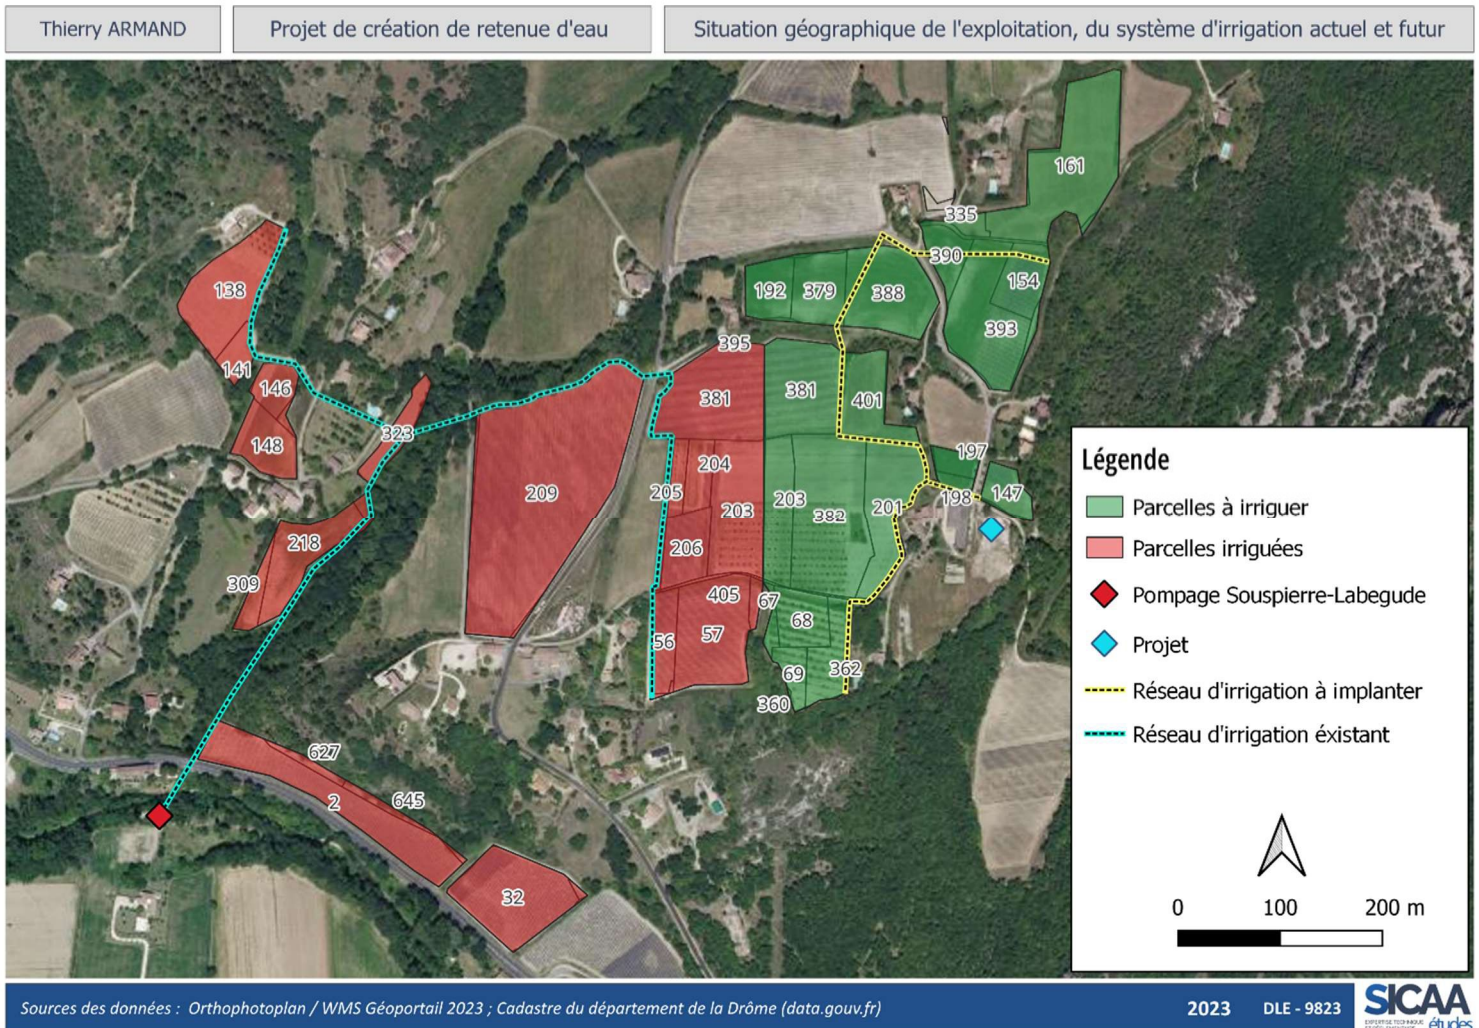 Thierry ARMAND
Projet de création de retenue d'eau
Situation géographique de l'exploitation, du système d'irrigation actuel et futur
161
335
390
138
192
379
388
154
393
395
141
146
381
381
401
323
148
197
204
209
205
203
203
382
201
198
147
218
206
309
405
67
68
56
57
69
362
360
627
2
645
32
Légende
Parcelles à irriguer
Parcelles irriguées
Pompage Souspierre-Labegude
Projet
Réseau d'irrigation à implanter
Réseau d'irrigation éxistant
0 100 200 m
Sources des données : Orthophotoplan / WMS Géoportail 2023 ; Cadastre du département de la Drôme (data.gouv.fr)
2023 DLE - 9823
SICAA
études